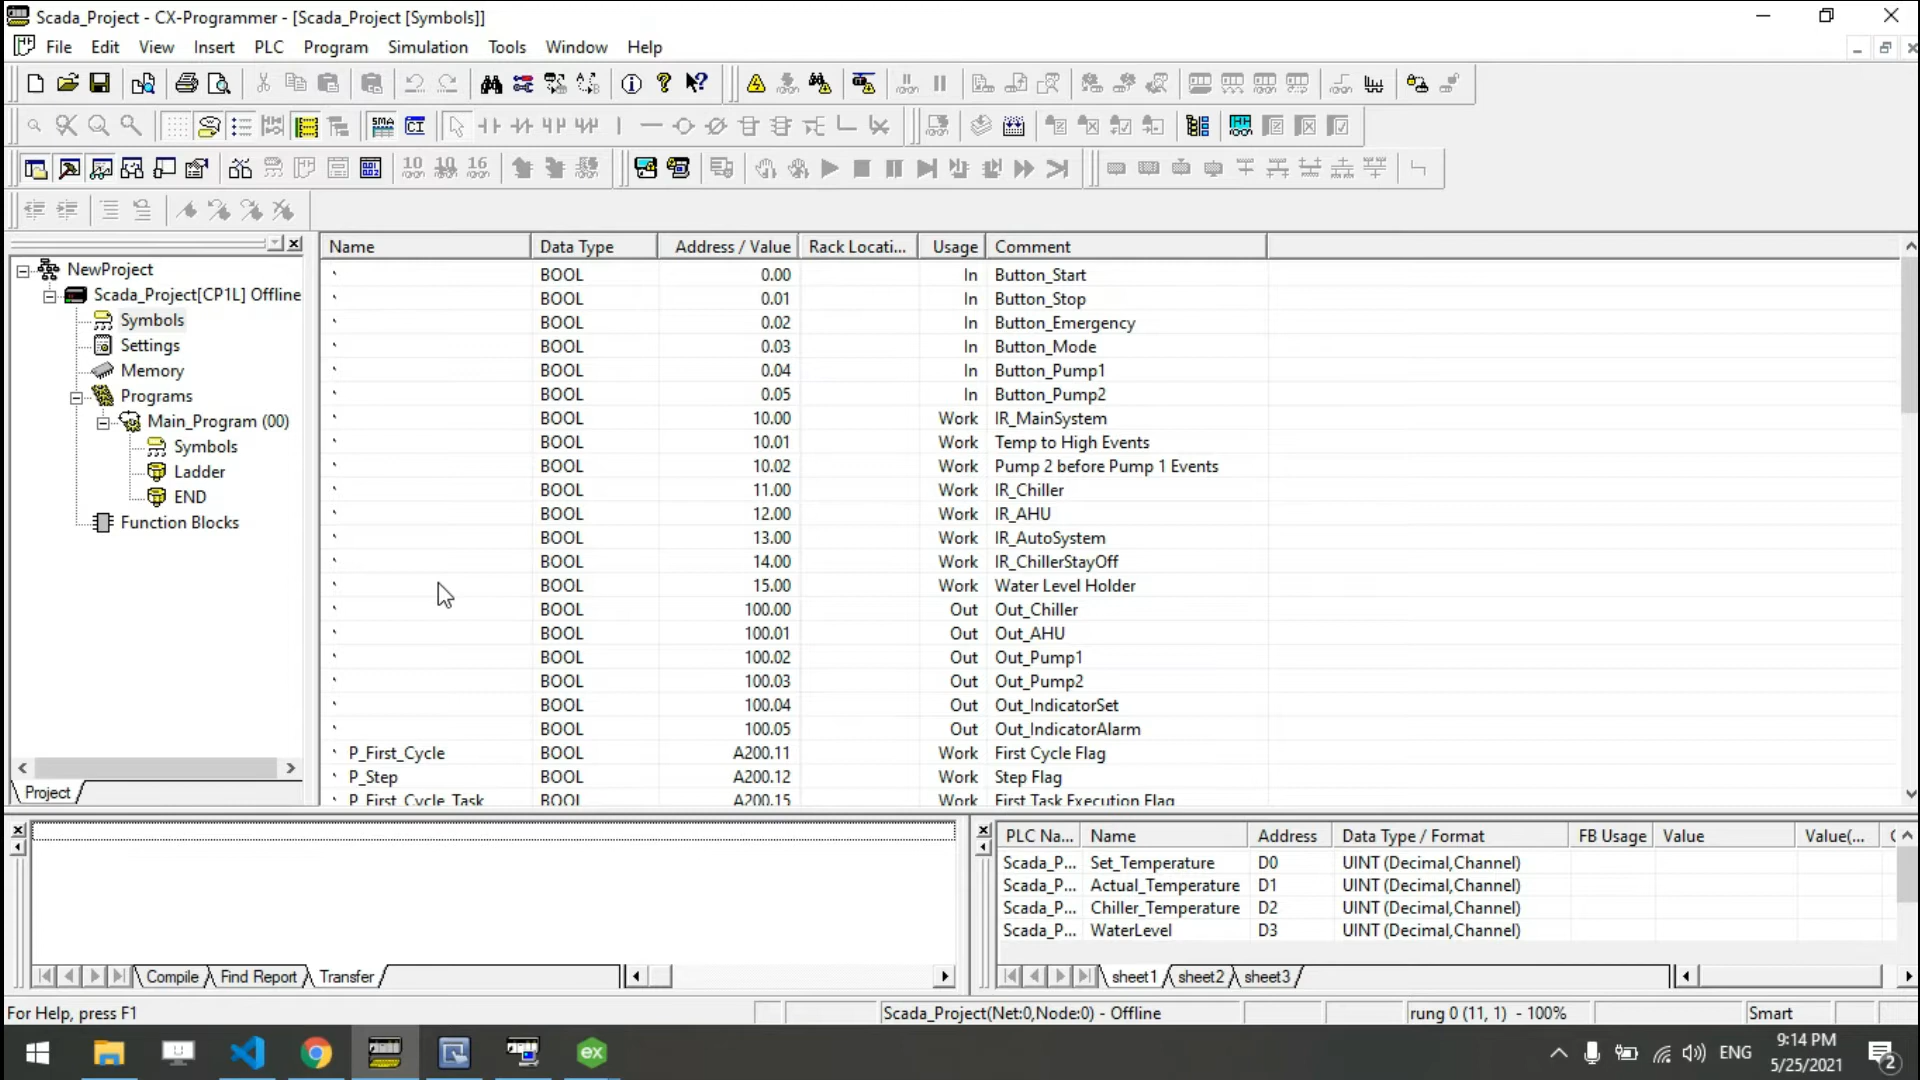 Scada_Project - CX-Programmer - [Scada_Project [Symbols]]
File Edit View Insert PLC Program Simulation Tools Window Help
SMA CI
10 10 16
NewProject
Scada_Project[CP1L] Offline
Symbols
Settings
Memory
Programs
Main_Program (00)
Symbols
Ladder
END
Function Blocks
Project
Name Data Type Address / Value Rack Locati... Usage Comment
BOOL 0.00 In Button_Start
BOOL 0.01 In Button_Stop
BOOL 0.02 In Button_Emergency
BOOL 0.03 In Button_Mode
BOOL 0.04 In Button_Pump1
BOOL 0.05 In Button_Pump2
BOOL 10.00 Work IR_MainSystem
BOOL 10.01 Work Temp to High Events
BOOL 10.02 Work Pump 2 before Pump 1 Events
BOOL 11.00 Work IR_Chiller
BOOL 12.00 Work IR_AHU
BOOL 13.00 Work IR_AutoSystem
BOOL 14.00 Work IR_ChillerStayOff
BOOL 15.00 Work Water Level Holder
BOOL 100.00 Out Out_Chiller
BOOL 100.01 Out Out_AHU
BOOL 100.02 Out Out_Pump1
BOOL 100.03 Out Out_Pump2
BOOL 100.04 Out Out_IndicatorSet
BOOL 100.05 Out Out_IndicatorAlarm
P_First_Cycle BOOL A200.11 Work First Cycle Flag
P_Step BOOL A200.12 Work Step Flag
P_First_Cycle_Task BOOL A200.15 Work First Task Execution Flag
Compile Find Report Transfer
PLC Na... Name Address Data Type / Format FB Usage Value Value(...
Scada_P... Set_Temperature D0 UINT (Decimal,Channel)
Scada_P... Actual_Temperature D1 UINT (Decimal,Channel)
Scada_P... Chiller_Temperature D2 UINT (Decimal,Channel)
Scada_P... WaterLevel D3 UINT (Decimal,Channel)
sheet1 sheet2 sheet3
For Help, press F1 Scada_Project(Net:0,Node:0) - Offline rung 0 (11, 1) - 100% Smart
ex ENG 9:14 PM
5/25/2021 2